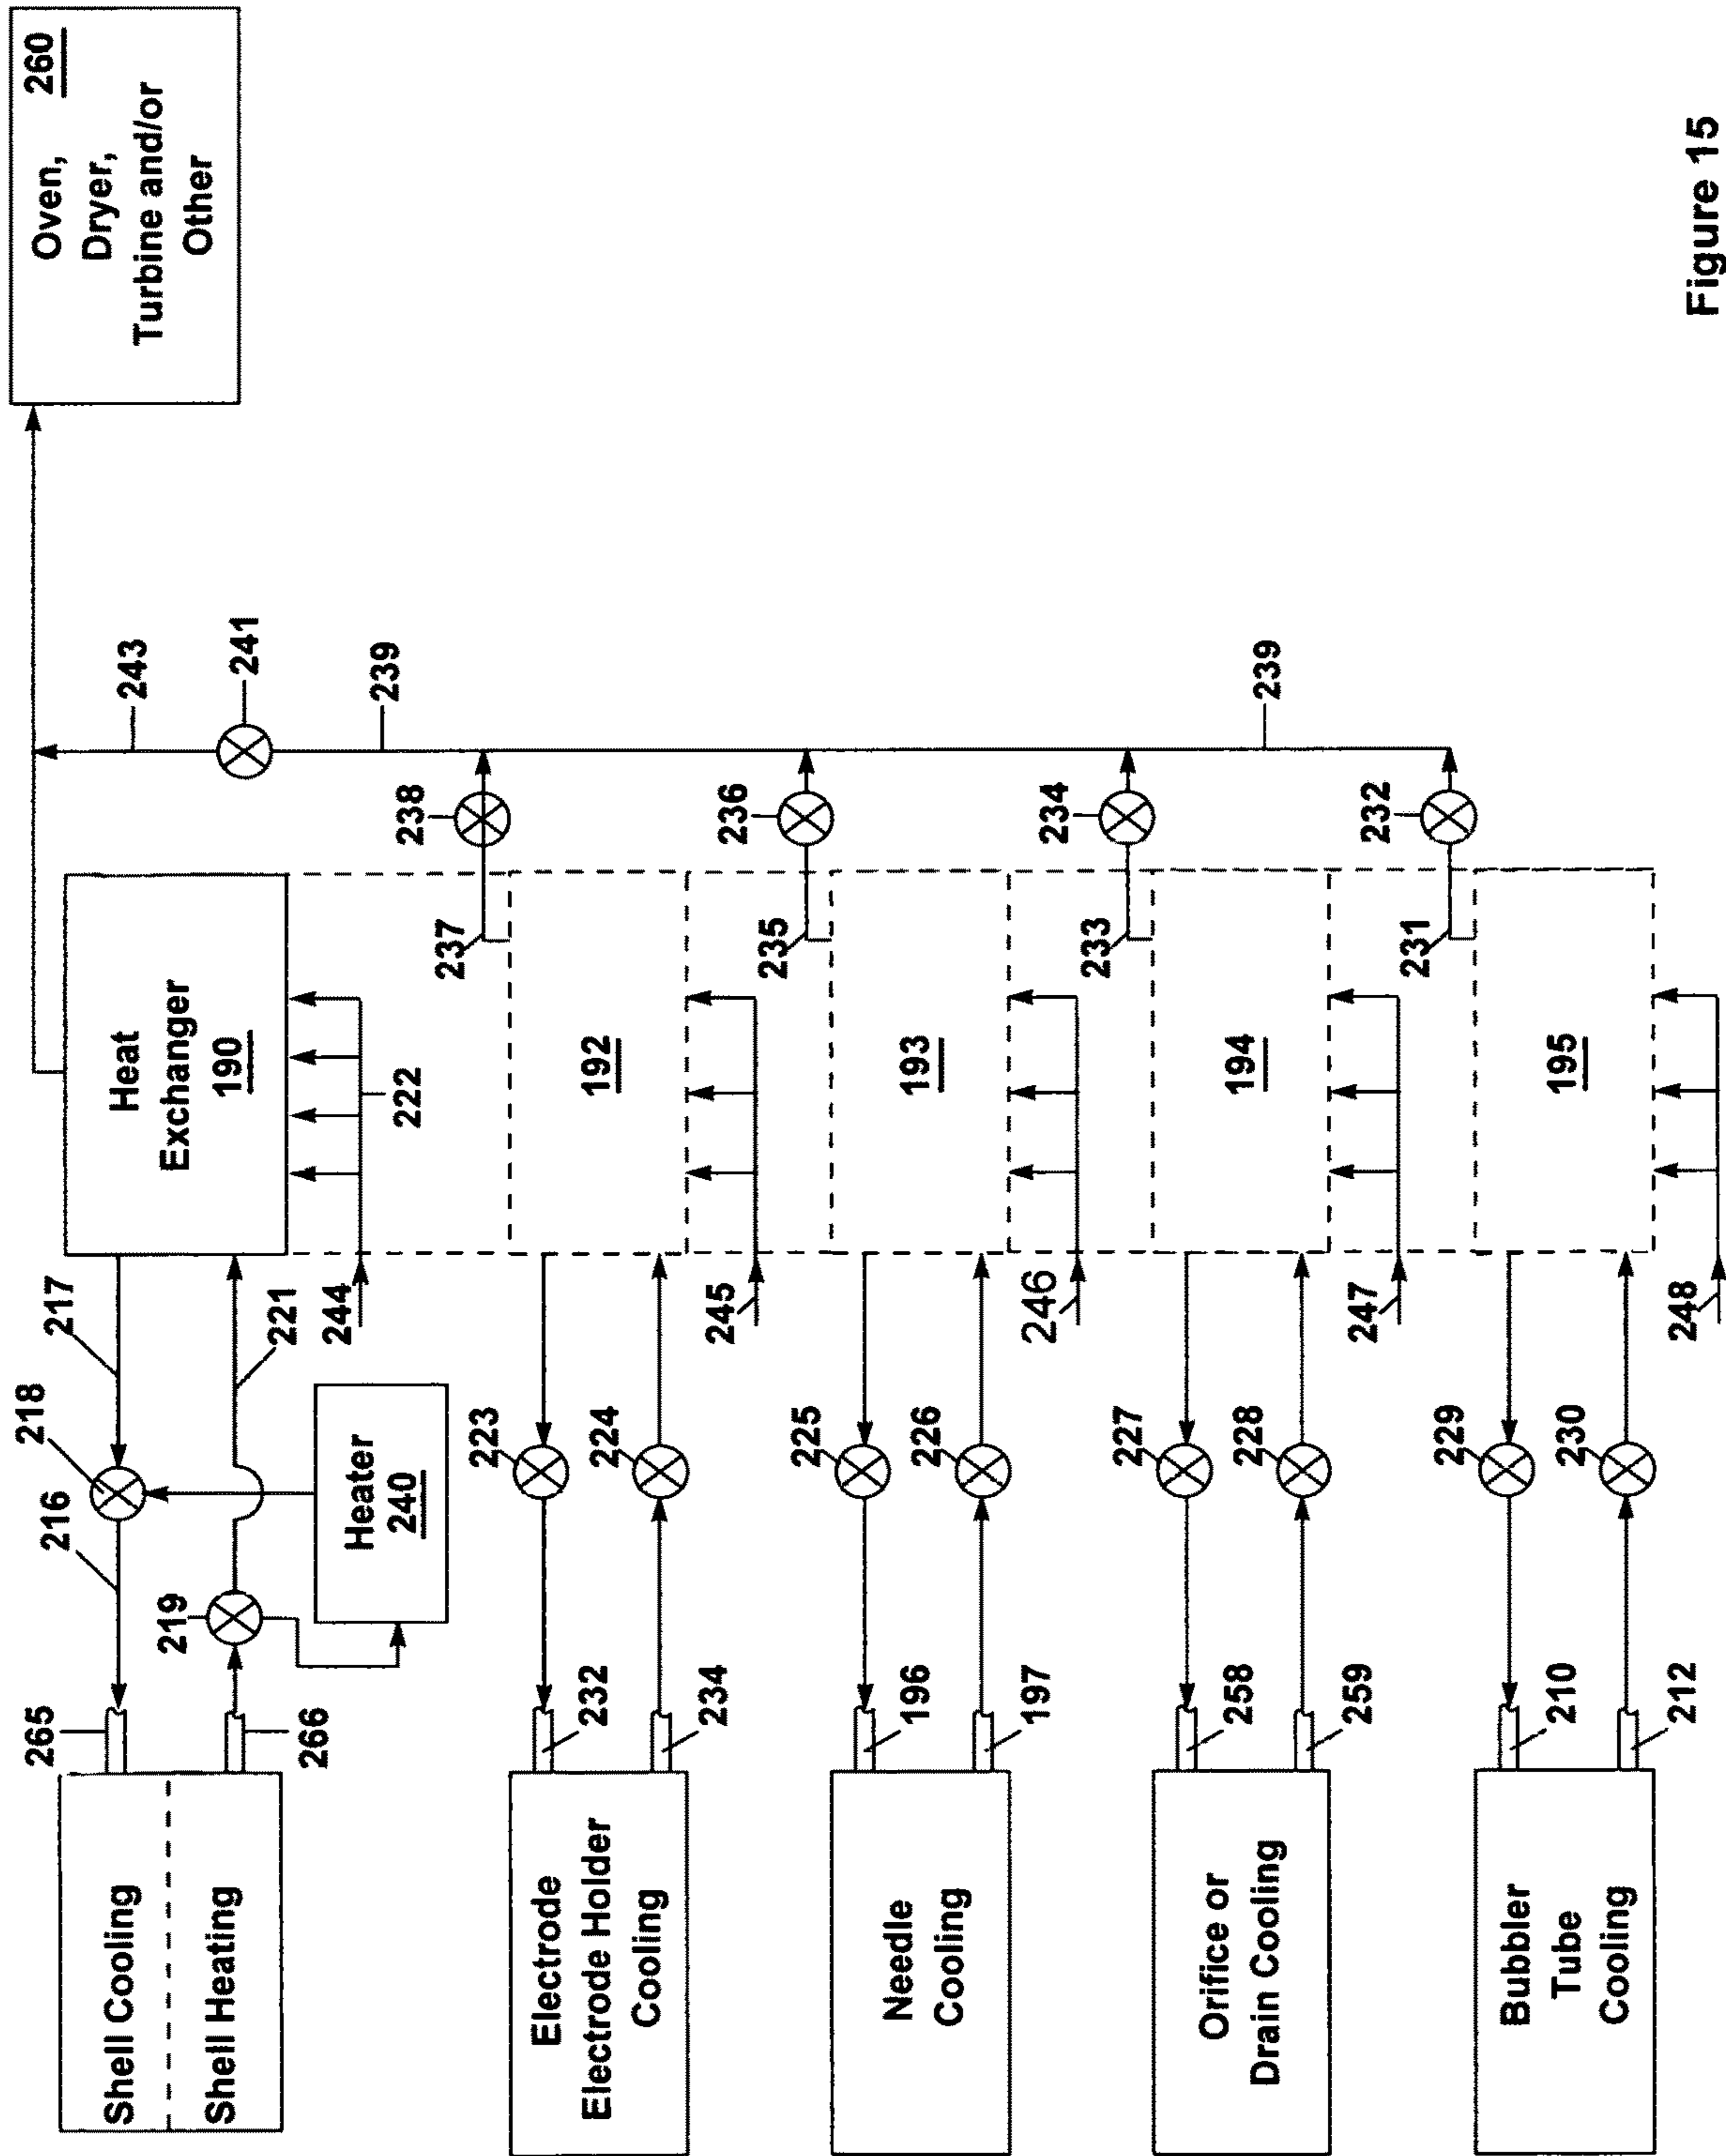 Oven, 260
Dryer,
Turbine and/or
Other
243
241
239
238
237
236
235
239
234
233
232
231
Heat
Exchanger
190
222
192
193
194
195
217
221
244
245
246
247
248
218
216
219
Heater
240
223
224
225
226
227
228
229
230
265
266
232
234
196
197
258
259
210
212
Shell Cooling
Shell Heating
Electrode
Electrode Holder
Cooling
Needle
Cooling
Orifice or
Drain Cooling
Bubbler
Tube
Cooling
Figure 15